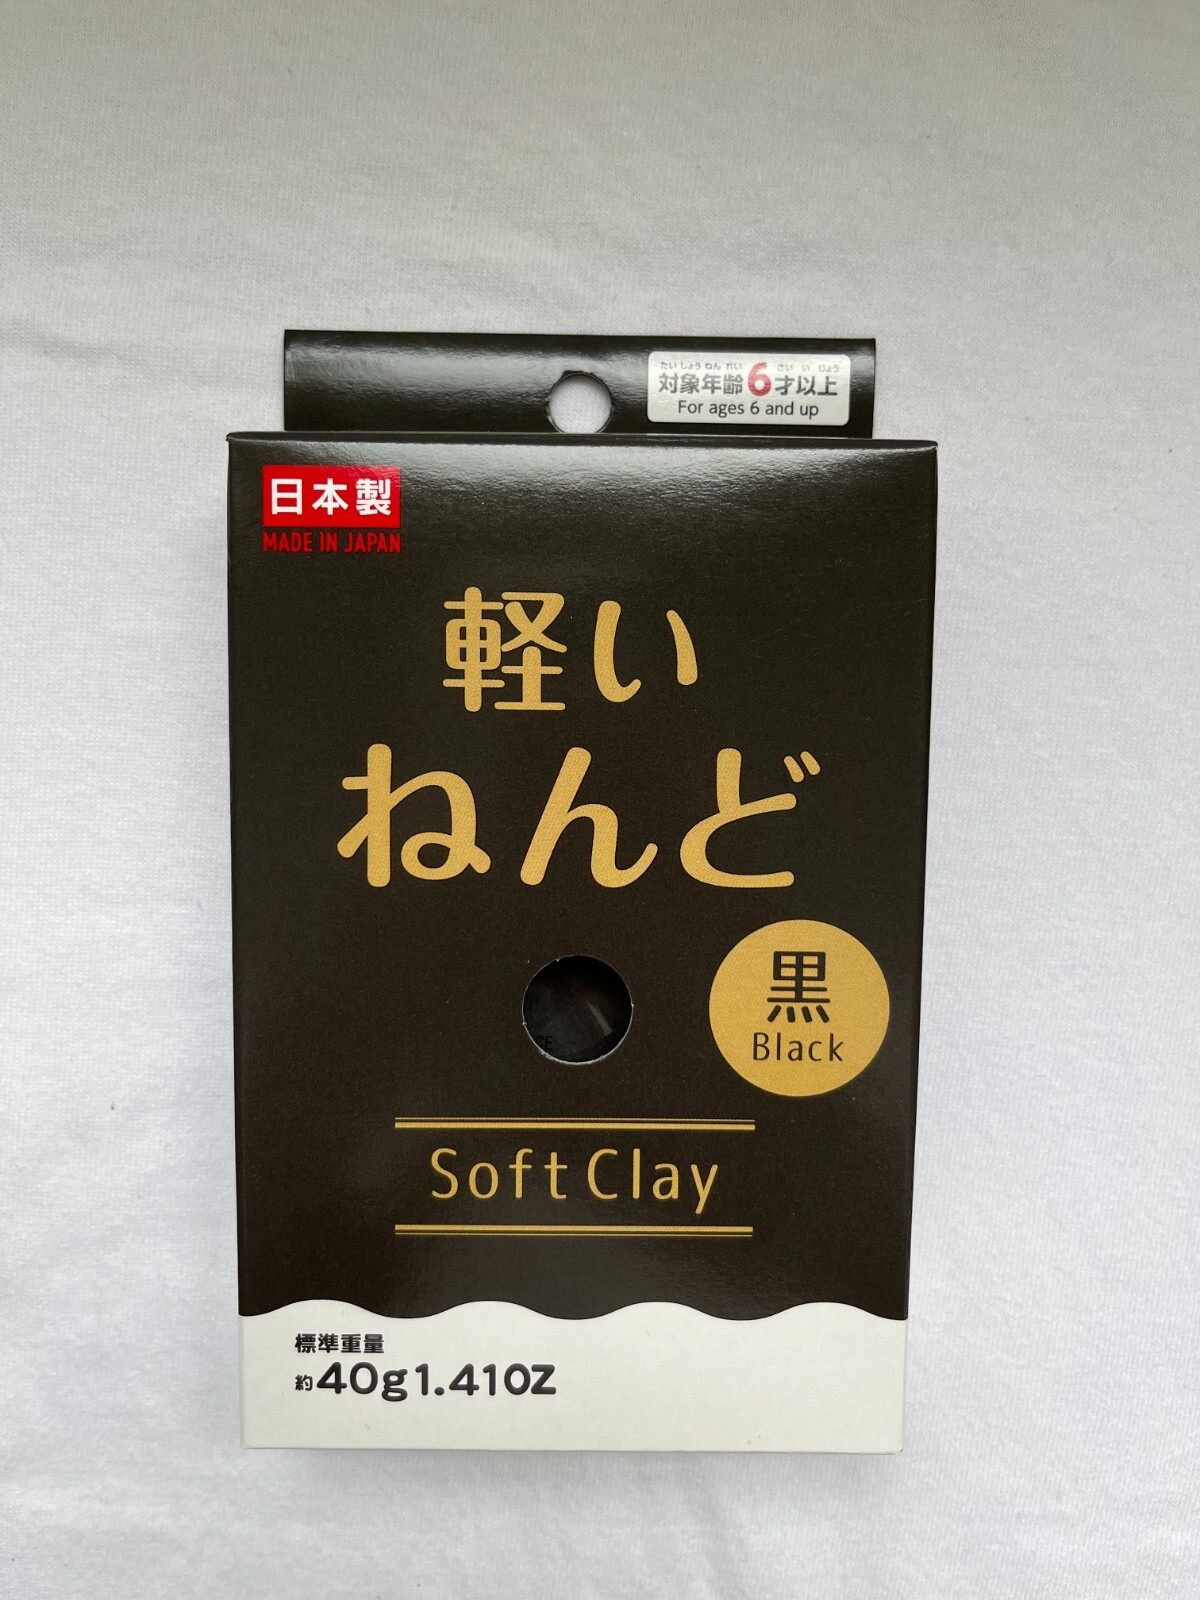 たいしょうねんれい さいいじょう
対象年齢6才以上
For ages 6 and up
日本製
MADE IN JAPAN
軽い
ねんど
黒
Black
Soft Clay
標準重量
約40g1.41OZ